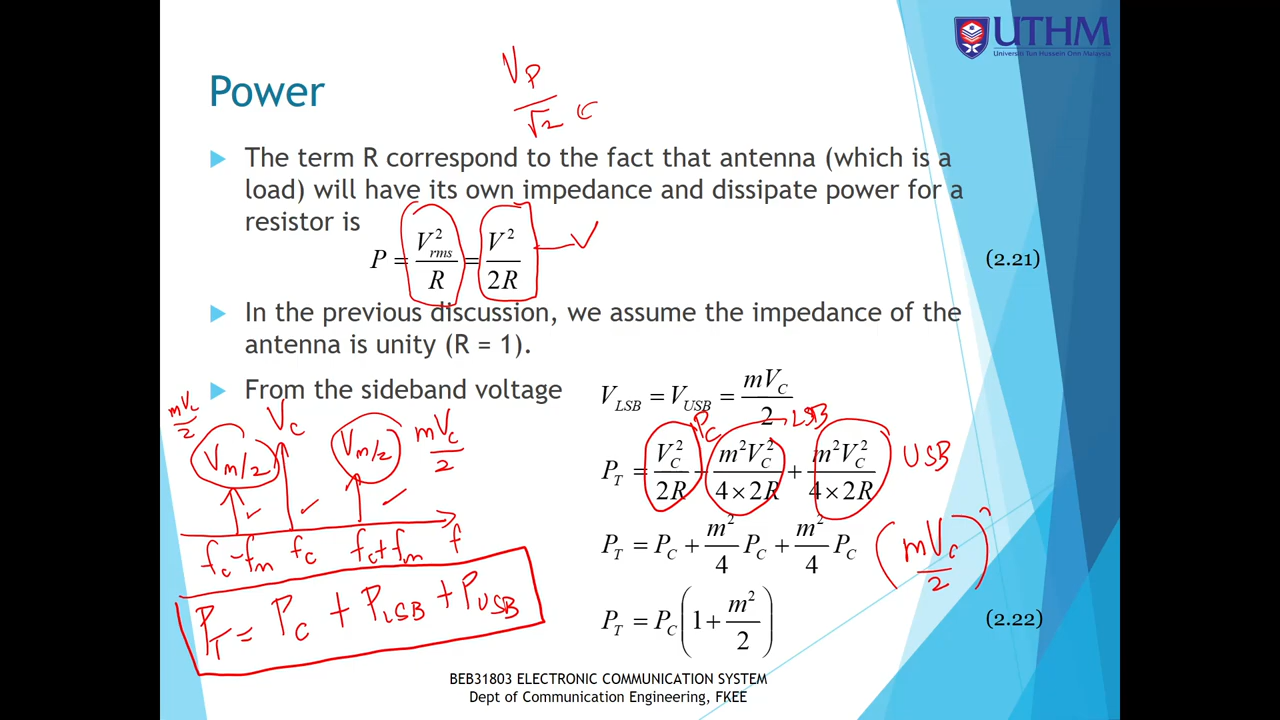 UTHM
Universiti Tun Hussein Onn Malaysia
Power
Vp/√2
The term R correspond to the fact that antenna (which is a
load) will have its own impedance and dissipate power for a
resistor is
P = V²rms/R = V²/2R V
(2.21)
In the previous discussion, we assume the impedance of the
antenna is unity (R = 1).
From the sideband voltage
V_LSB = V_USB = mV_C/2
mVc/2 Vc mVc/2
Vm/2 Vm/2
Pc LSB USB
P_T = V_C²/2R + m²V_C²/4×2R + m²V_C²/4×2R
fc-fm fc fc+fm f
P_T = P_C + m²/4 P_C + m²/4 P_C
(mVc/2)²
P_T = Pc + P_LSB + P_USB
P_T = P_C(1 + m²/2)
(2.22)
BEB31803 ELECTRONIC COMMUNICATION SYSTEM
Dept of Communication Engineering, FKEE